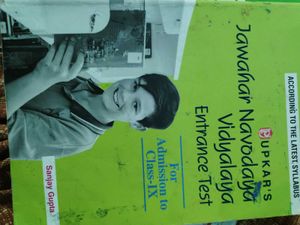 ACCORDING TO THE LATEST SYLLABUS
UPKAR'S
Jawahar Navodaya
Vidyalaya
Entrance Test
For
Admission to
Class-IX
Sanjay Gupta